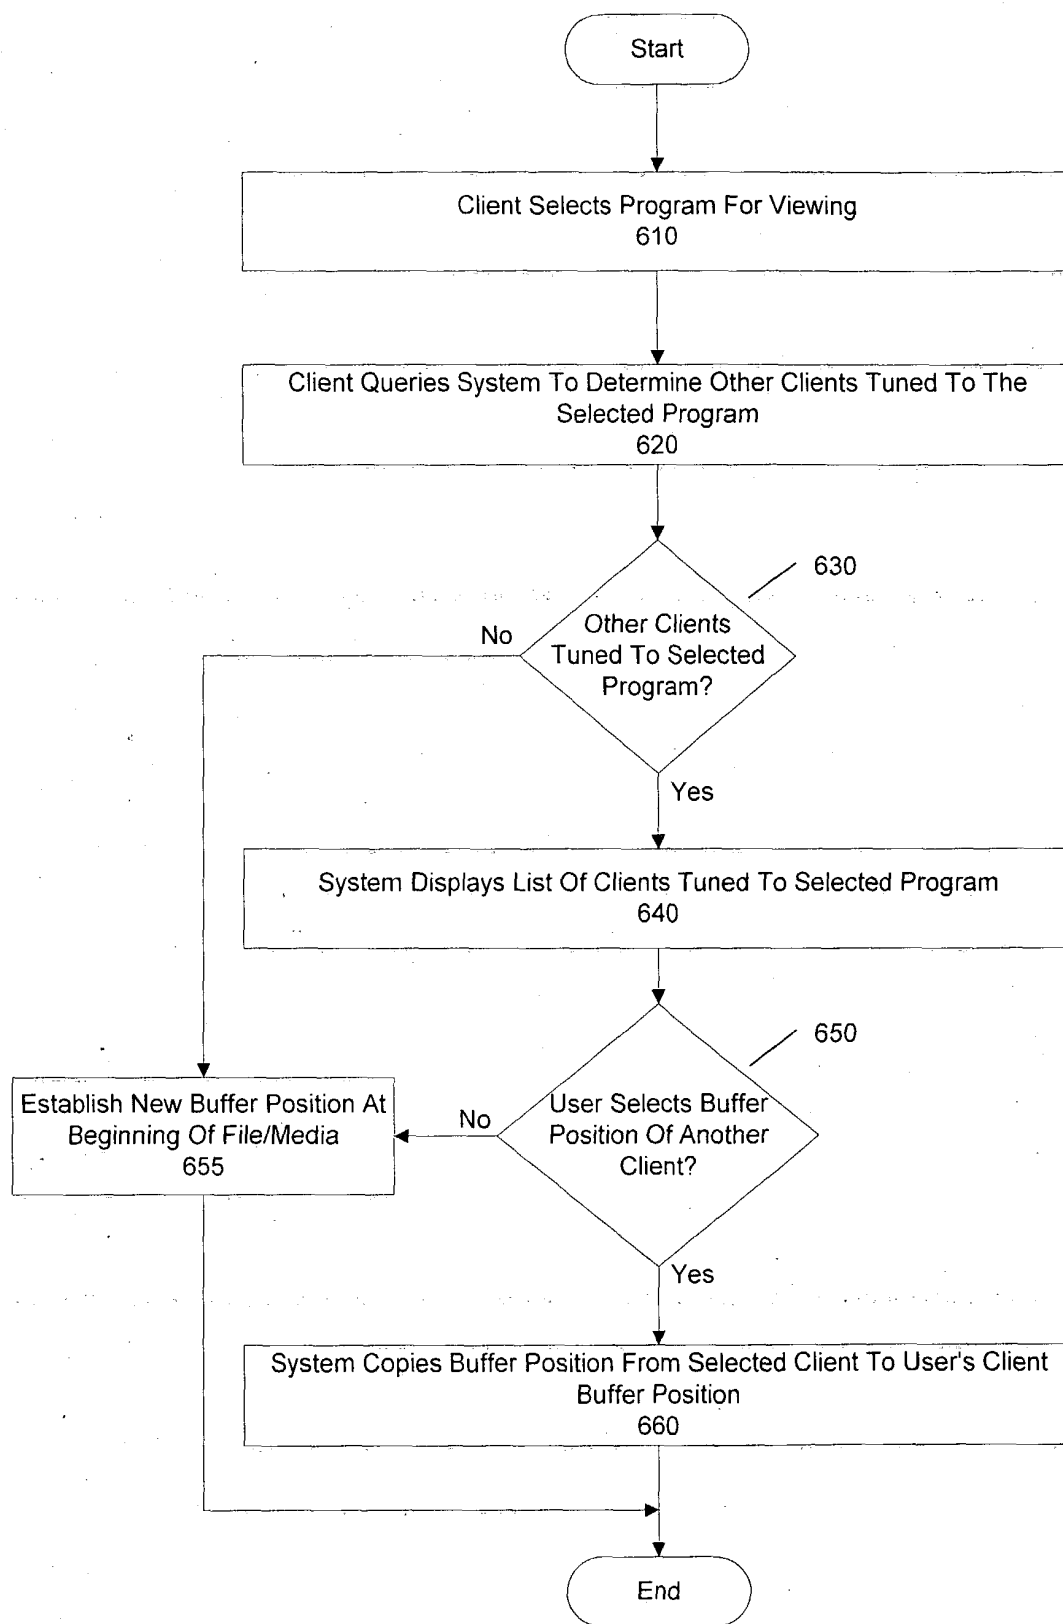 Start
Client Selects Program For Viewing
610
Client Queries System To Determine Other Clients Tuned To The
Selected Program
620
630
Other Clients
Tuned To Selected
Program?
No
Yes
System Displays List Of Clients Tuned To Selected Program
640
650
User Selects Buffer
Position Of Another
Client?
No
Establish New Buffer Position At
Beginning Of File/Media
655
Yes
System Copies Buffer Position From Selected Client To User's Client
Buffer Position
660
End